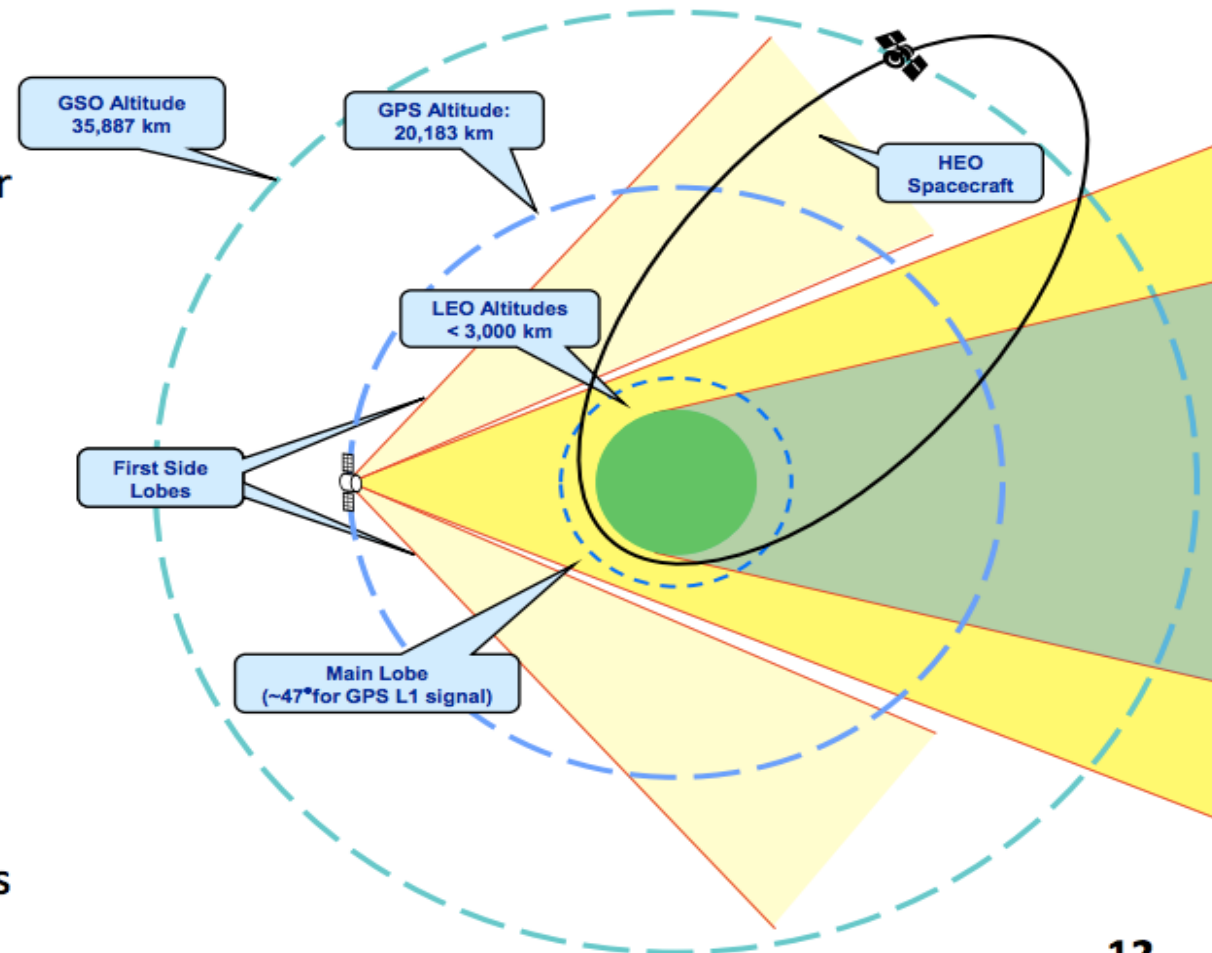 GSO Altitude
35,887 km
GPS Altitude:
20,183 km
r
HEO
Spacecraft
LEO Altitudes
< 3,000 km
First Side
Lobes
Main Lobe
(~47°for GPS L1 signal)
s